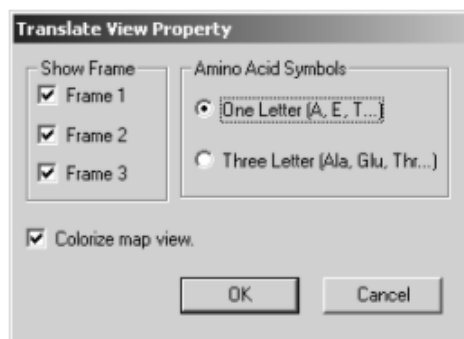 Translate View Property
Show Frame
Frame 1
Frame 2
Frame 3
Amino Acid Symbols
One Letter (A, E, T...)
Three Letter (Ala, Glu, Thr...)
Colorize map view.
OK
Cancel